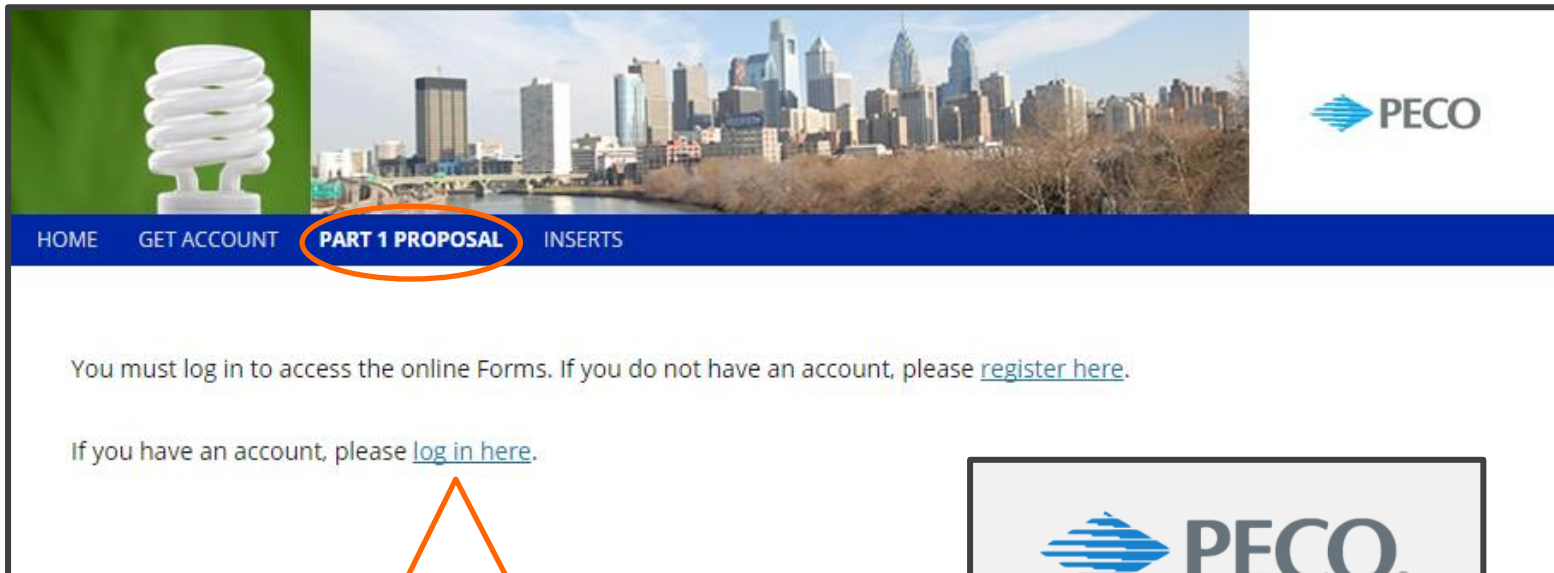 PECO
HOME GET ACCOUNT PART 1 PROPOSAL INSERTS
You must log in to access the online Forms. If you do not have an account, please register here.
If you have an account, please log in here.
PECO.